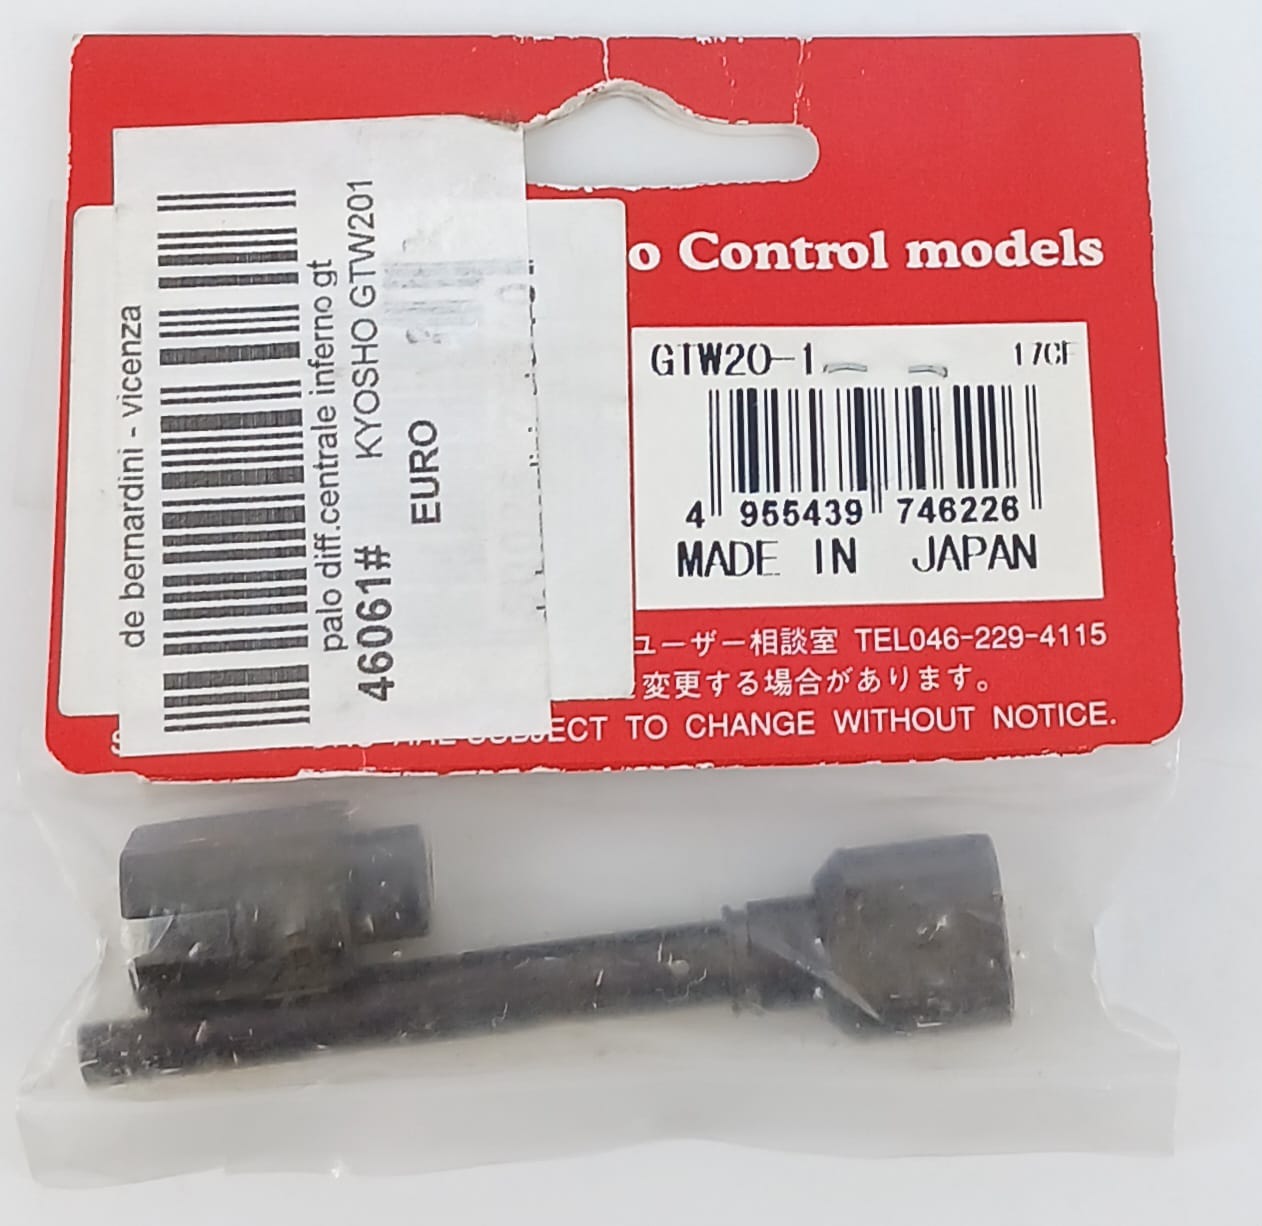 de bernardini - vicenza
palo diff.centrale inferno gt
46061# KYOSHO GTW201
EURO
o Control models
GTW20-1 17CF
4 955439 746226
MADE IN JAPAN
ユーザー相談室 TEL046-229-4115
変更する場合があります。
SUBJECT TO CHANGE WITHOUT NOTICE.